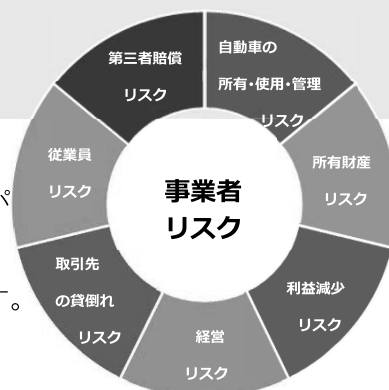 事業者
リスク
自動車の
所有・使用・管理
リスク
所有財産
リスク
利益減少
リスク
経営
リスク
取引先
の貸倒れ
リスク
従業員
リスク
第三者賠償
リスク
パ
す。